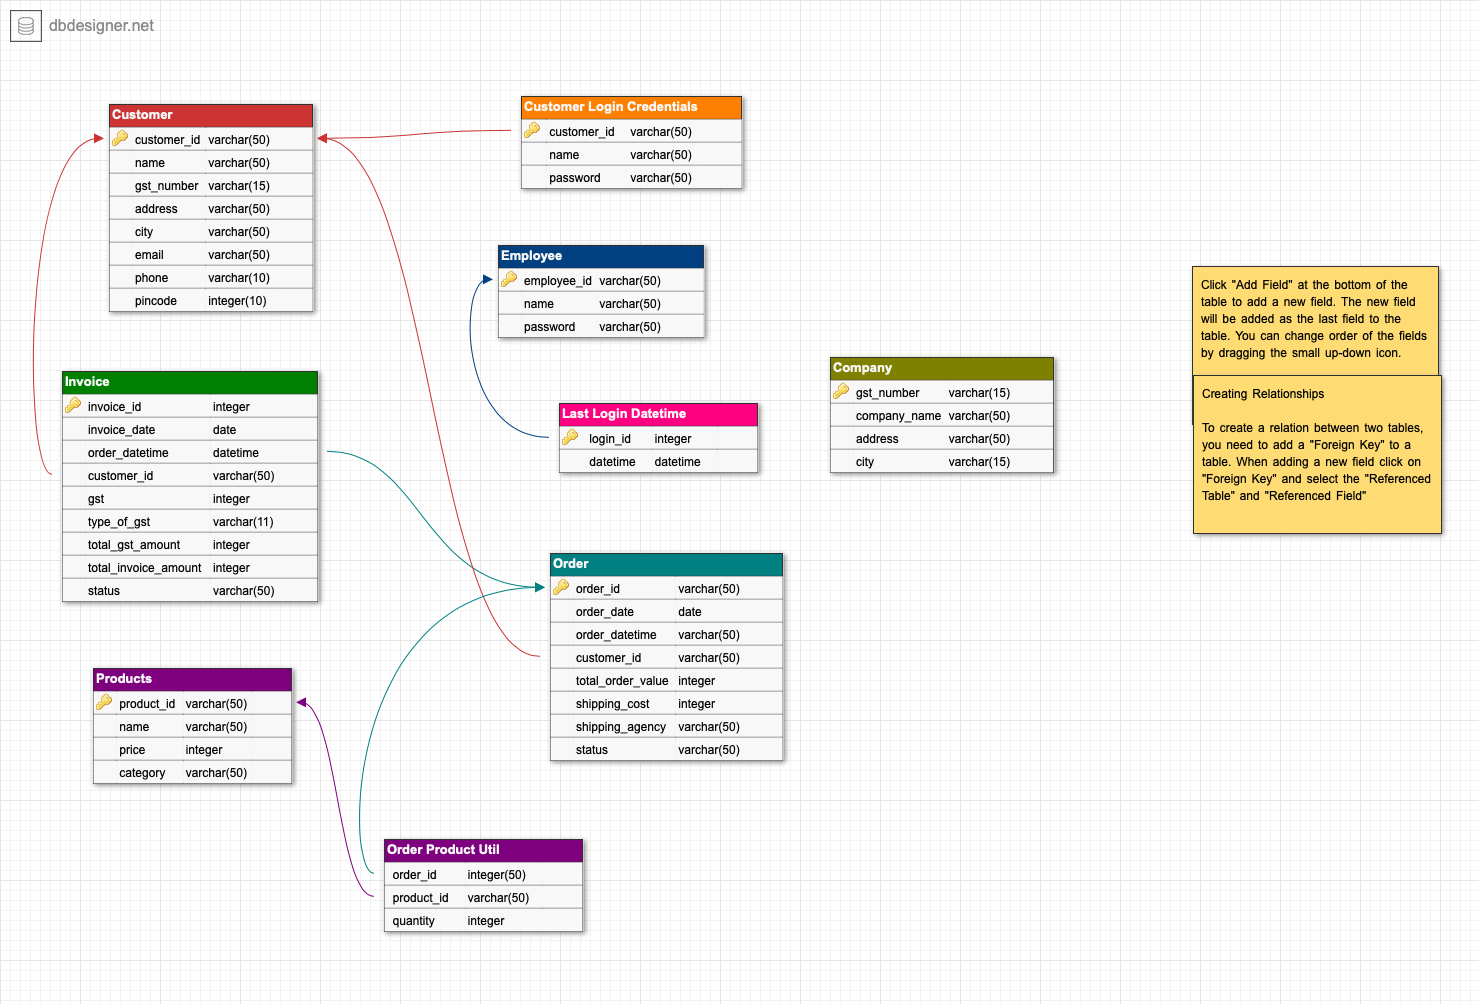 dbdesigner.net
Customer
customer_id varchar(50)
name varchar(50)
gst_number varchar(15)
address varchar(50)
city varchar(50)
email varchar(50)
phone varchar(10)
pincode integer(10)
Customer Login Credentials
customer_id varchar(50)
name varchar(50)
password varchar(50)
Employee
employee_id varchar(50)
name varchar(50)
password varchar(50)
Click "Add Field" at the bottom of the
table to add a new field. The new field
will be added as the last field to the
table. You can change order of the fields
by dragging the small up-down icon.
Creating Relationships
To create a relation between two tables,
you need to add a "Foreign Key" to a
table. When adding a new field click on
"Foreign Key" and select the "Referenced
Table" and "Referenced Field"
Company
gst_number varchar(15)
company_name varchar(50)
address varchar(50)
city varchar(15)
Invoice
invoice_id integer
invoice_date date
order_datetime datetime
customer_id varchar(50)
gst integer
type_of_gst varchar(11)
total_gst_amount integer
total_invoice_amount integer
status varchar(50)
Last Login Datetime
login_id integer
datetime datetime
Order
order_id varchar(50)
order_date date
order_datetime varchar(50)
customer_id varchar(50)
total_order_value integer
shipping_cost integer
shipping_agency varchar(50)
status varchar(50)
Products
product_id varchar(50)
name varchar(50)
price integer
category varchar(50)
Order Product Util
order_id integer(50)
product_id varchar(50)
quantity integer